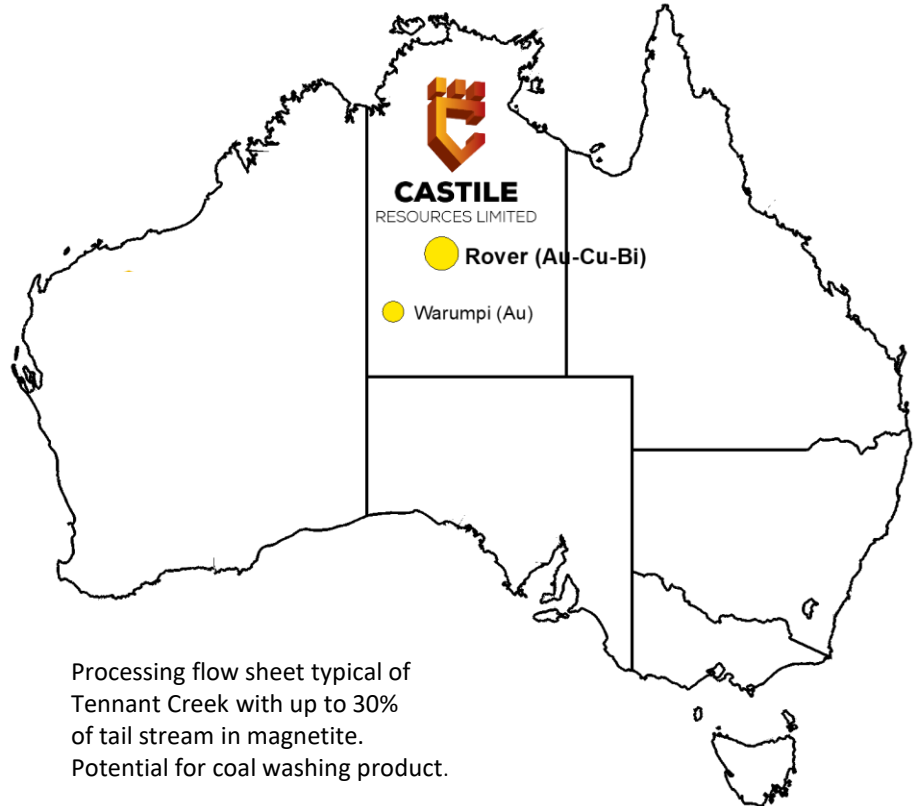 CASTILE
RESOURCES LIMITED
Rover (Au-Cu-Bi)
Warumpi (Au)
Processing flow sheet typical of
Tennant Creek with up to 30%
of tail stream in magnetite.
Potential for coal washing product.